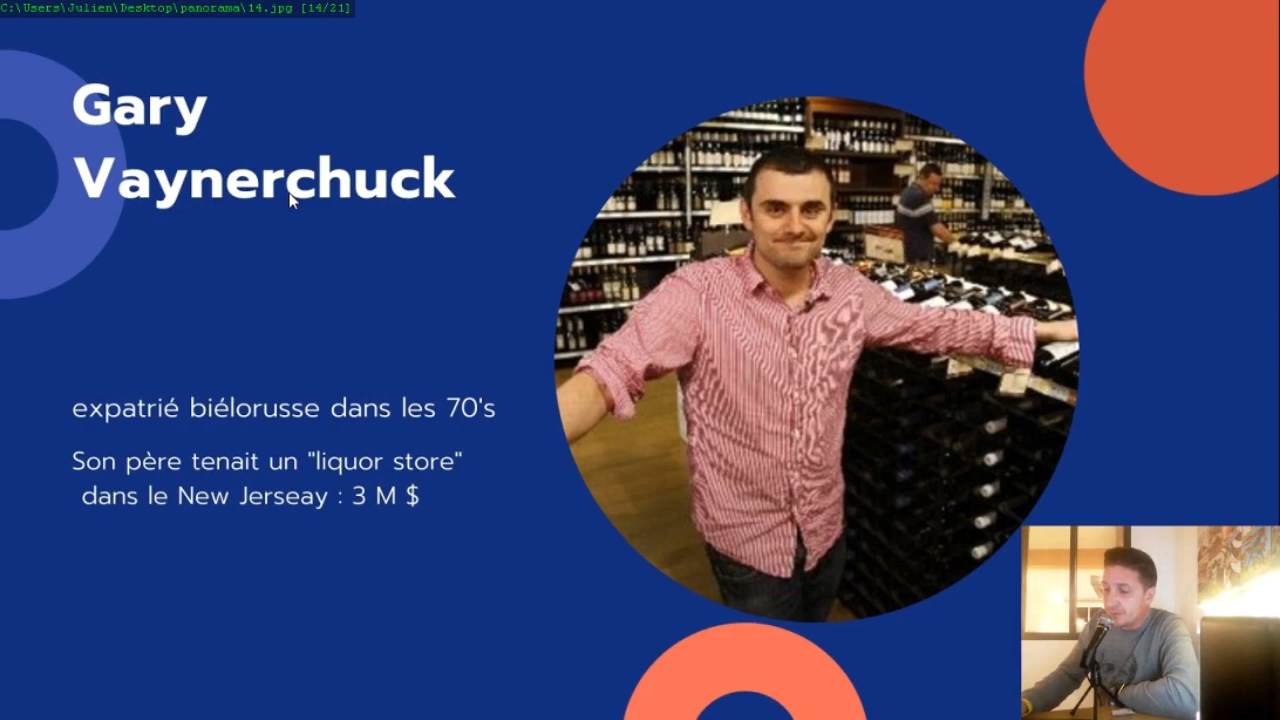 C:\Users\Julien\Desktop\panorama\14.jpg [14/21]
Gary
Vaynerchuck
expatrié biélorusse dans les 70's
Son père tenait un "liquor store"
dans le New Jerseay : 3 M $